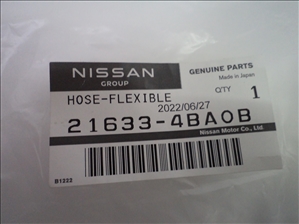 NISSAN
GROUP
GENUINE PARTS
Made in Japan
HOSE-FLEXIBLE
QTY 1
2022/06/27
21633-4BA0B
Nissan Motor Co., Ltd.
B1222